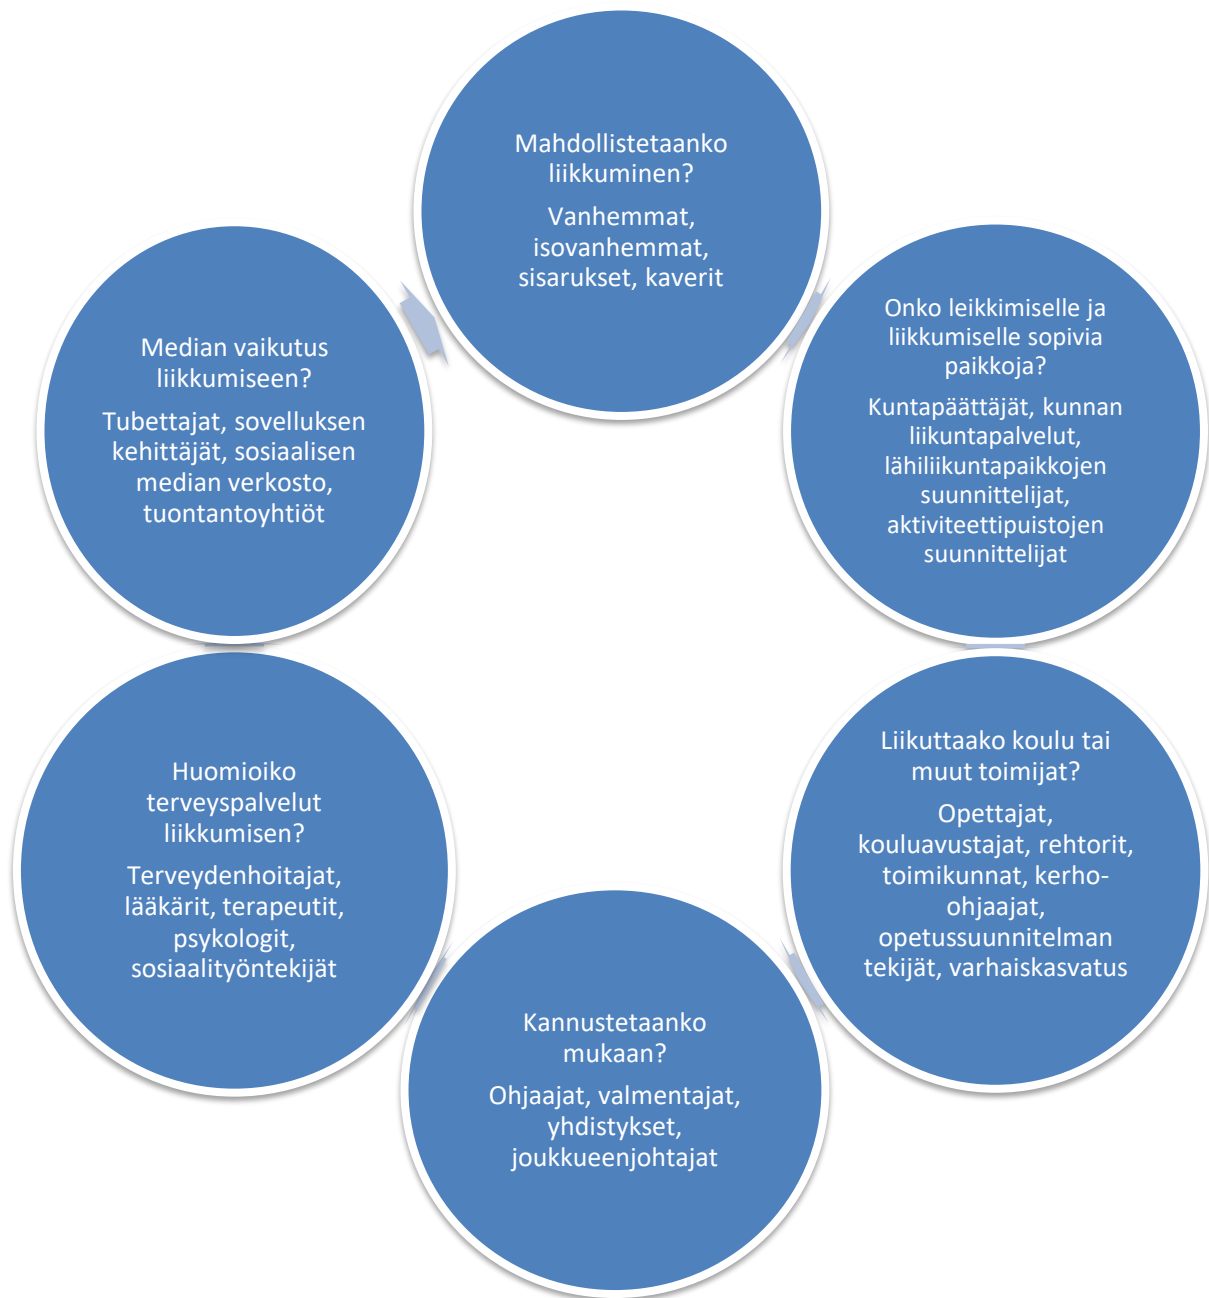 Mahdollistetaanko
liikkuminen?
Vanhemmat,
isovanhemmat,
sisarukset, kaverit
Onko leikkimiselle ja
liikkumiselle sopivia
paikkoja?
Kuntapäättäjät, kunnan
liikuntapalvelut,
lähiliikuntapaikkojen
suunnittelijat,
aktiviteettipuistojen
suunnittelijat
Liikuttaako koulu tai
muut toimijat?
Opettajat,
kouluavustajat, rehtorit,
toimikunnat, kerho-
ohjaajat,
opetussuunnitelman
tekijät, varhaiskasvatus
Kannustetaanko
mukaan?
Ohjaajat, valmentajat,
yhdistykset,
joukkueenjohtajat
Huomioiko
terveyspalvelut
liikkumisen?
Terveydenhoitajat,
lääkärit, terapeutit,
psykologit,
sosiaalityöntekijät
Median vaikutus
liikkumiseen?
Tubettajat, sovelluksen
kehittäjät, sosiaalisen
median verkosto,
tuontantoyhtiöt